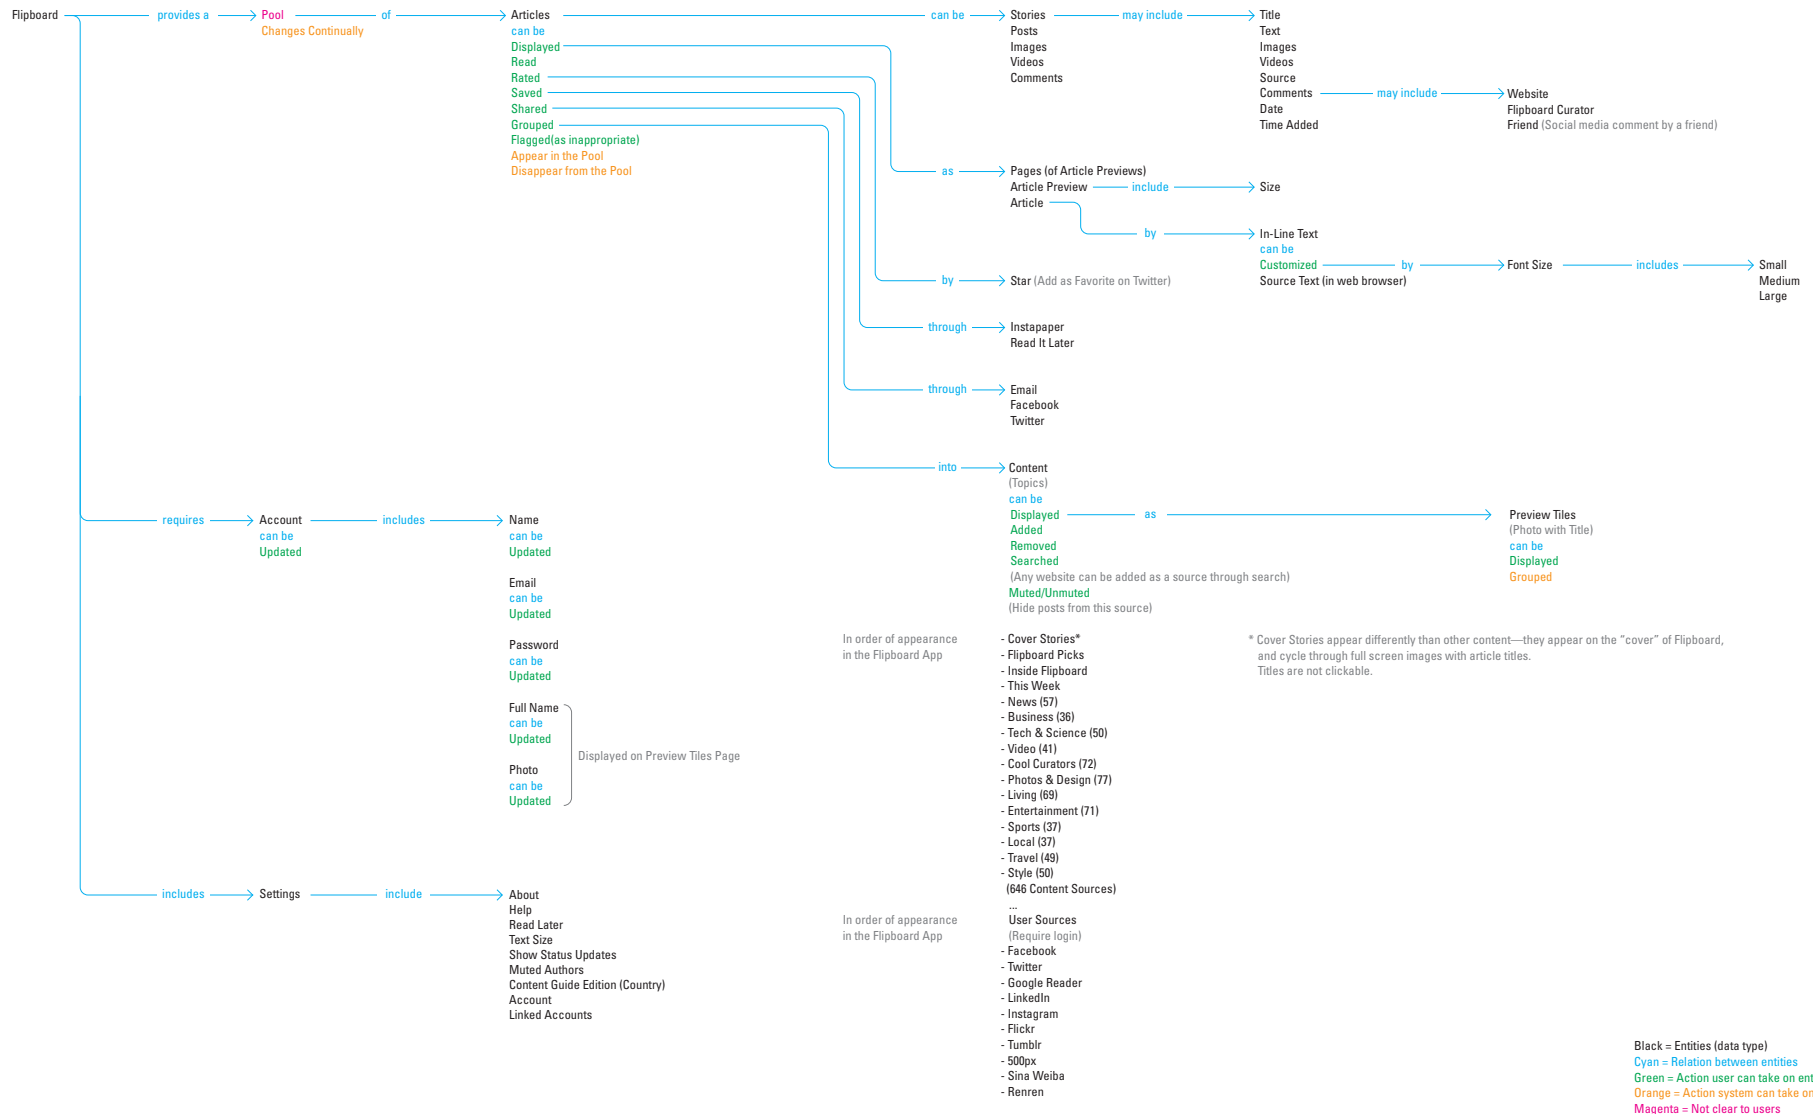 Flipboard provides a Pool of Articles can be Stories may include Title
Changes Continually
can be
Displayed
Read
Rated
Saved
Shared
Grouped
Flagged(as inappropriate)
Appear in the Pool
Disappear from the Pool
Posts
Images
Videos
Comments
Text
Images
Videos
Source
Comments may include Website
Date
Time Added
Flipboard Curator
Friend (Social media comment by a friend)
as Pages (of Article Previews)
Article Preview include Size
Article
by In-Line Text
can be
Customized by Font Size includes Small
Source Text (in web browser)
Medium
Large
by Star (Add as Favorite on Twitter)
through Instapaper
Read It Later
through Email
Facebook
Twitter
into Content
(Topics)
can be
Displayed as Preview Tiles
Added
Removed
Searched
(Any website can be added as a source through search)
Muted/Unmuted
(Hide posts from this source)
(Photo with Title)
can be
Displayed
Grouped
requires Account includes Name
can be
Updated
can be
Updated
Email
can be
Updated
Password
can be
Updated
Full Name
can be
Updated
Displayed on Preview Tiles Page
Photo
can be
Updated
In order of appearance
in the Flipboard App
- Cover Stories*
- Flipboard Picks
- Inside Flipboard
- This Week
- News (57)
- Business (36)
- Tech & Science (50)
- Video (41)
- Cool Curators (72)
- Photos & Design (77)
- Living (69)
- Entertainment (71)
- Sports (37)
- Local (37)
- Travel (49)
- Style (50)
(646 Content Sources)
...
* Cover Stories appear differently than other content—they appear on the “cover” of Flipboard,
and cycle through full screen images with article titles.
Titles are not clickable.
includes Settings include About
Help
Read Later
Text Size
Show Status Updates
Muted Authors
Content Guide Edition (Country)
Account
Linked Accounts
In order of appearance
in the Flipboard App
User Sources
(Require login)
- Facebook
- Twitter
- Google Reader
- LinkedIn
- Instagram
- Flickr
- Tumblr
- 500px
- Sina Weiba
- Renren
Black = Entities (data type)
Cyan = Relation between entities
Green = Action user can take on
Orange = Action system can take on
Magenta = Not clear to users